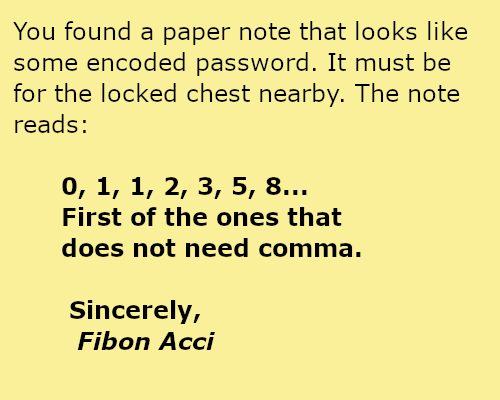 You found a paper note that looks like
some encoded password. It must be
for the locked chest nearby. The note
reads:
0, 1, 1, 2, 3, 5, 8...
First of the ones that
does not need comma.
Sincerely,
Fibon Acci